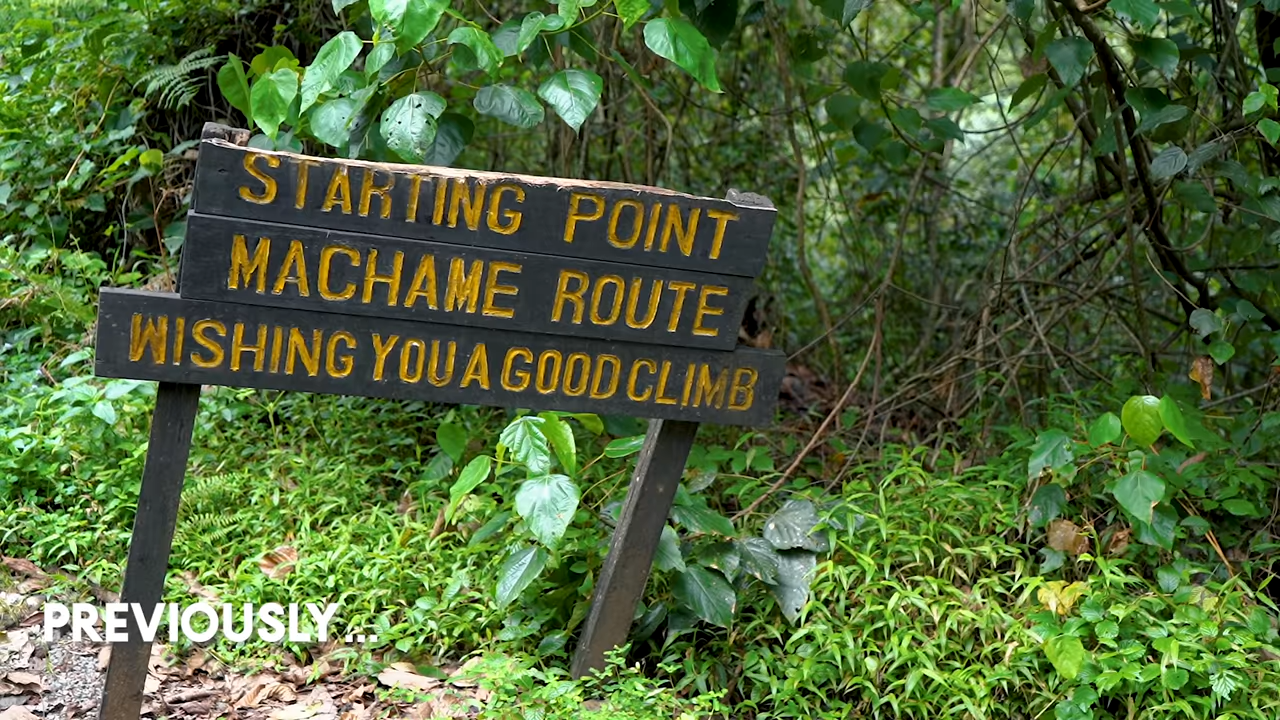 STARTING POINT
MACHAME ROUTE
WISHING YOU A GOOD CLIMB
PREVIOUSLY...